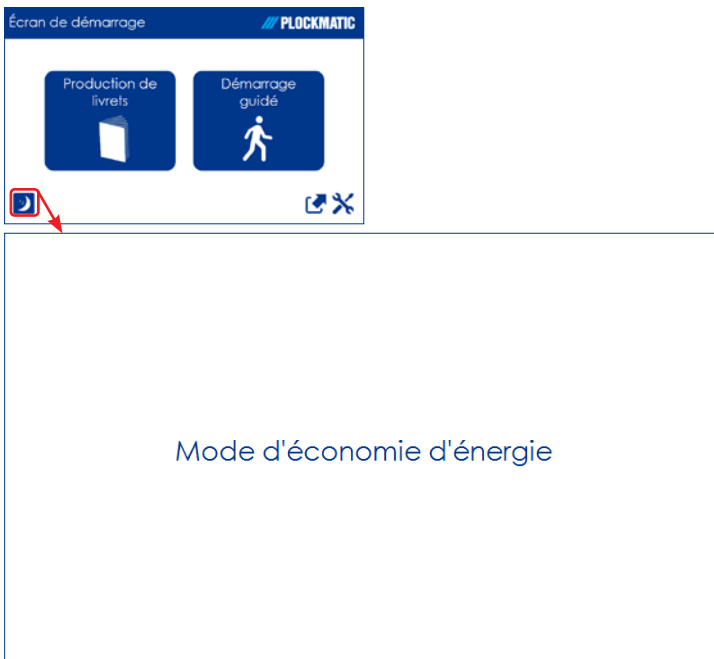 Écran de démarrage
PLOCKMATIC
Production de
livrets
Démarrage
guidé
Mode d'économie d'énergie